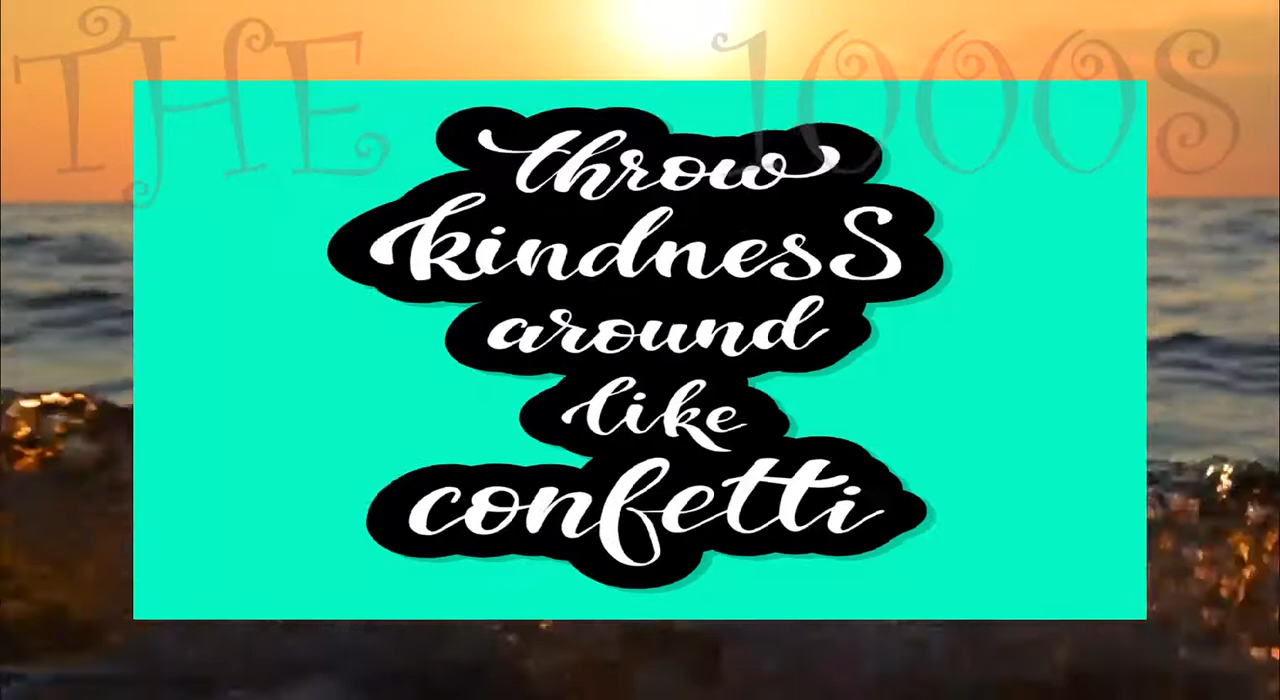 THE 1000S
throw
kindnesS
around
like
confetti